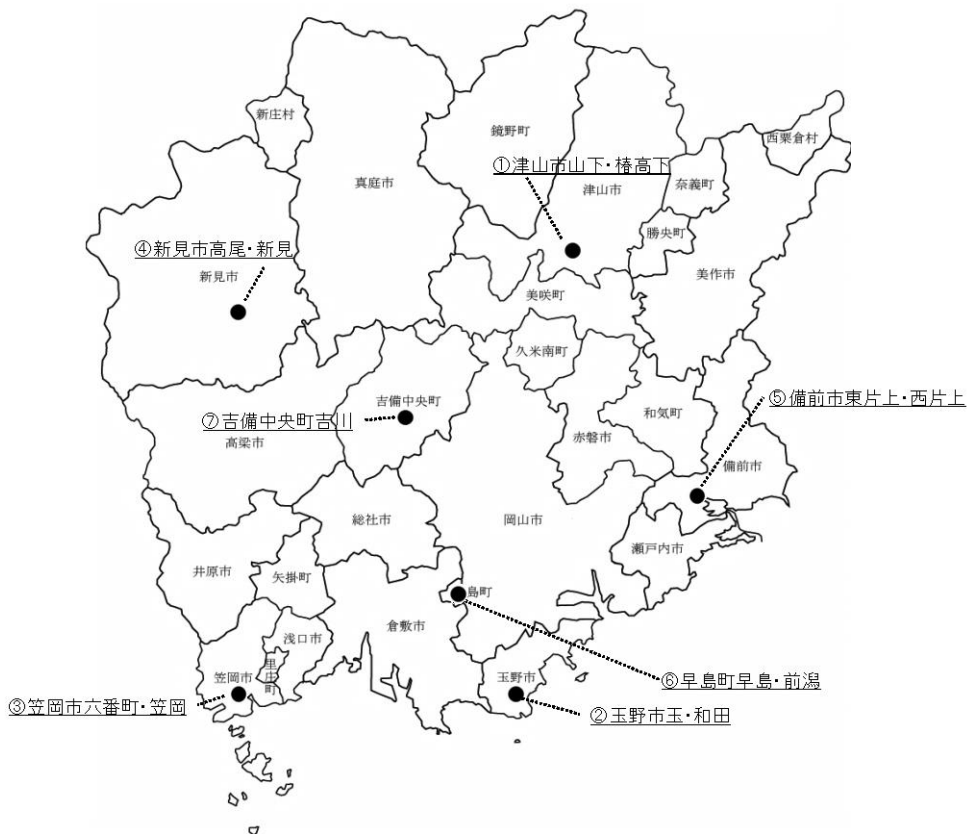 新庄村
鏡野町
西粟倉村
①津山市山下・椿高下
真庭市
津山市
奈義町
勝央町
④新見市高尾・新見
新見市
美作市
美咲町
久米南町
吉備中央町
⑤備前市東片上・西片上
⑦吉備中央町吉川
和気町
赤磐市
高梁市
備前市
総社市
岡山市
瀬戸内市
井原市
矢掛町
島町
倉敷市
浅口市
里庄町
笠岡市
玉野市
⑥早島町早島・前潟
③笠岡市六番町・笠岡
②玉野市玉・和田